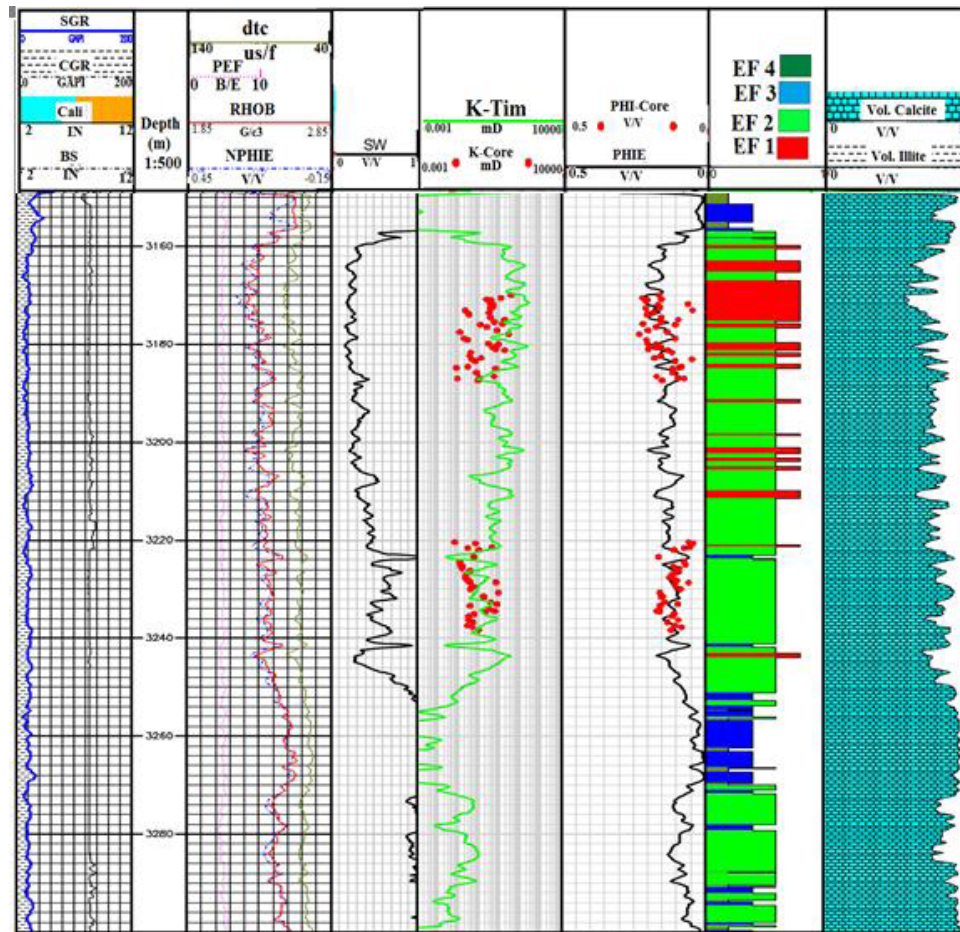 SGR
0 GAPI 200
CGR
0 GAPI 200
Cali
2 IN 12
BS
2 IN 12
Depth
(m)
1:500
dtc
140 40
us/f
PEF
0 B/E 10
RHOB
1.85 G/c3 2.85
NPHIE
0.45 V/V -0.15
SW
0 V/V 1
K-Tim
0.001 mD 10000
K-Core
0.001 mD 10000
PHI-Core
V/V
0.5 0.
PHIE
0.5 V/V
EF 4
EF 3
EF 2
EF 1
Vol. Calcite
0 V/V
Vol. Illite
V/V
3160
3180
3200
3220
3240
3260
3280